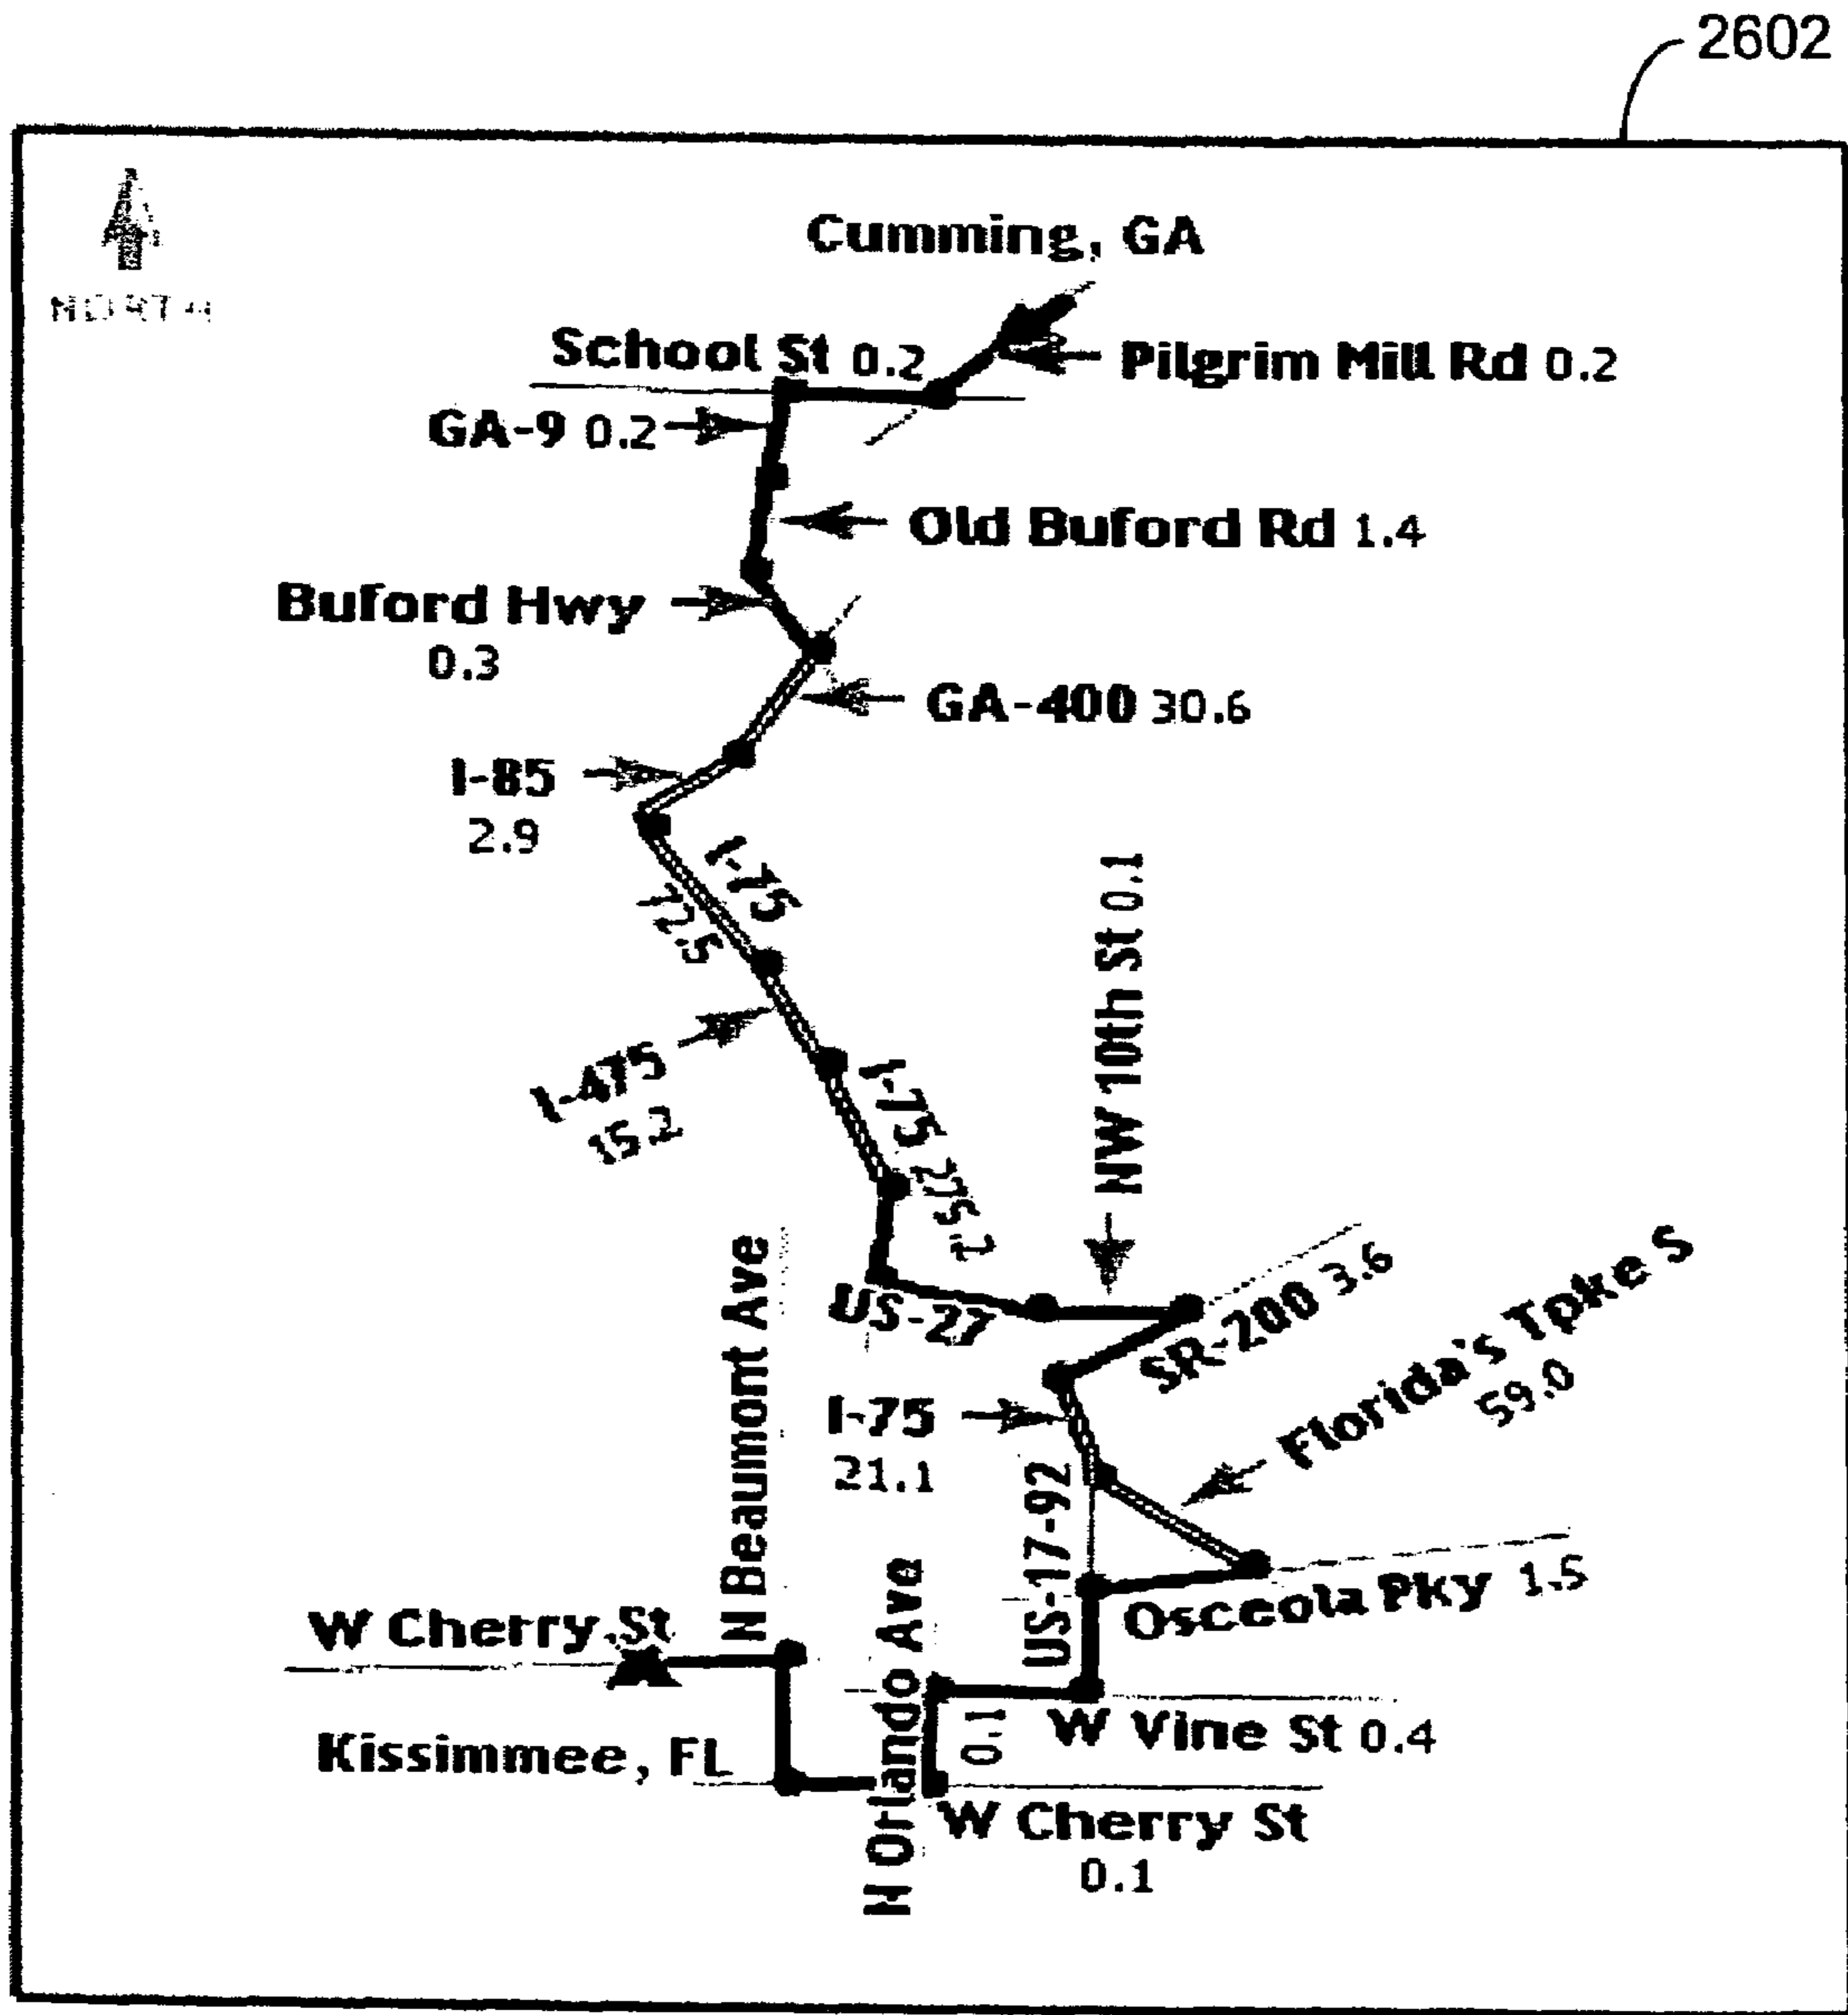 2602
NORTH
Cumming, GA
School St 0.2
Pilgrim Mill Rd 0.2
GA-9 0.2
Old Buford Rd 1.4
Buford Hwy
0.3
GA-400 30.6
I-85
2.9
I-75
72.5
NW 10th St 0.1
I-475
15.2
I-75 205.2
US-27
SR-200 3.6
Florida's Tpke S
59.0
N Beaumont Ave
I-75
21.1
US-17-92
Osceola PKy 1.5
W Cherry St
N Orlando Ave
0.1
W Vine St 0.4
Kissimmee, FL
W Cherry St
0.1